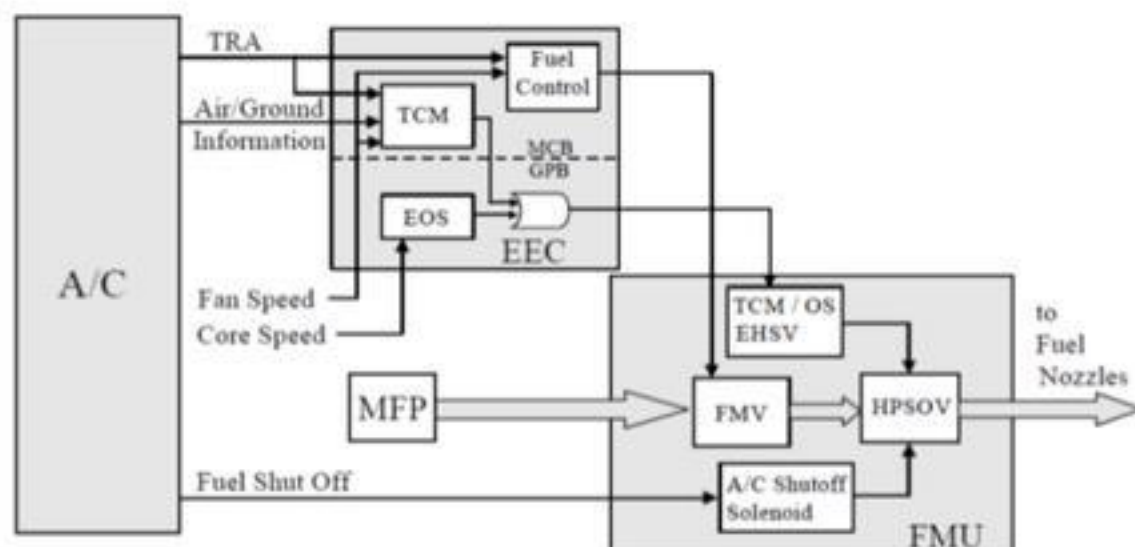 A/C
TRA
Air/Ground
Information
Fuel
Control
TCM
MCB
GPB
EOS
EEC
Fan Speed
Core Speed
TCM / OS
EHSV
MFP
FMV
HPSOV
to
Fuel
Nozzles
Fuel Shut Off
A/C Shutoff
Solenoid
FMU